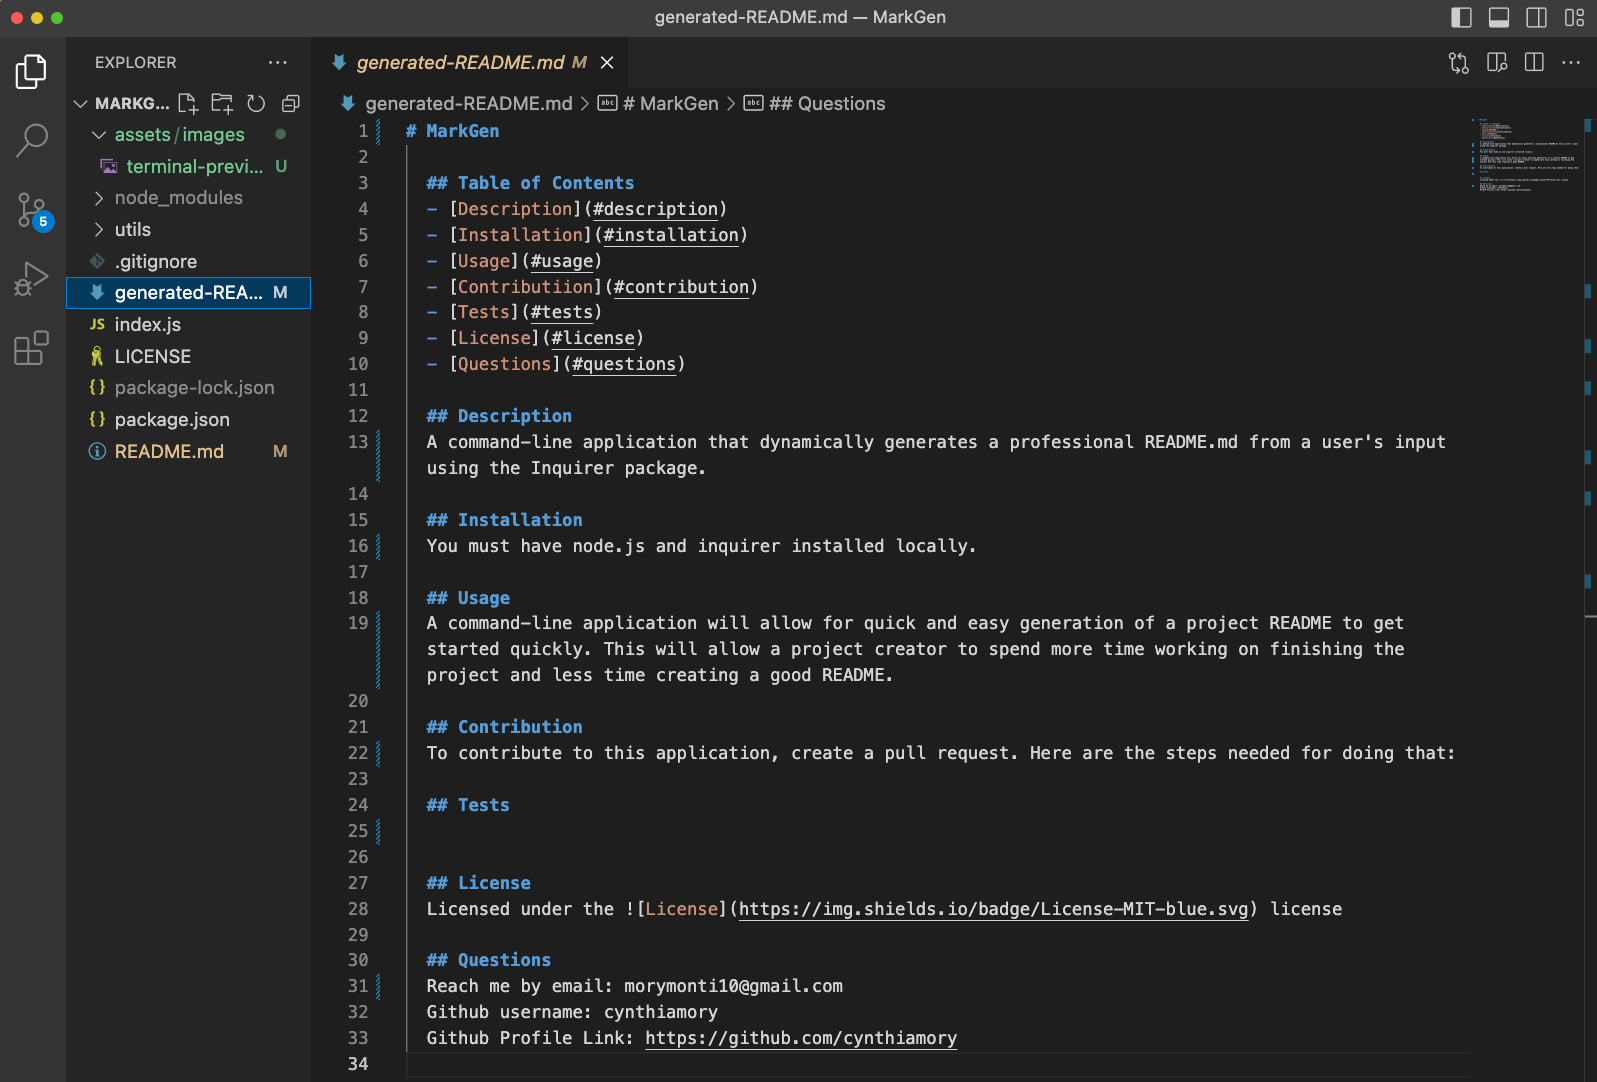 generated-README.md — MarkGen
EXPLORER
MARKG...
assets/images
terminal-previ... U
node_modules
utils
.gitignore
generated-REA... M
JS index.js
LICENSE
{} package-lock.json
{} package.json
README.md M
5
generated-README.md M
generated-README.md > abc # MarkGen > abc ## Questions
1 # MarkGen
2
3 ## Table of Contents
4 - [Description](#description)
5 - [Installation](#installation)
6 - [Usage](#usage)
7 - [Contributiion](#contribution)
8 - [Tests](#tests)
9 - [License](#license)
10 - [Questions](#questions)
11
12 ## Description
13 A command-line application that dynamically generates a professional README.md from a user's input
using the Inquirer package.
14
15 ## Installation
16 You must have node.js and inquirer installed locally.
17
18 ## Usage
19 A command-line application will allow for quick and easy generation of a project README to get
started quickly. This will allow a project creator to spend more time working on finishing the
project and less time creating a good README.
20
21 ## Contribution
22 To contribute to this application, create a pull request. Here are the steps needed for doing that:
23
24 ## Tests
25
26
27 ## License
28 Licensed under the ![License](https://img.shields.io/badge/License-MIT-blue.svg) license
29
30 ## Questions
31 Reach me by email: morymonti10@gmail.com
32 Github username: cynthiamory
33 Github Profile Link: https://github.com/cynthiamory
34